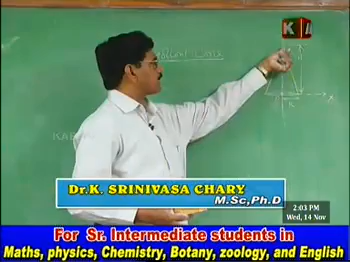 K
Dr.K. SRINIVASA CHARY
M.Sc,Ph.D
2:03 PM
Wed, 14 Nov
For Sr. Intermediate students in
Maths, physics, Chemistry, Botany, zoology, and English